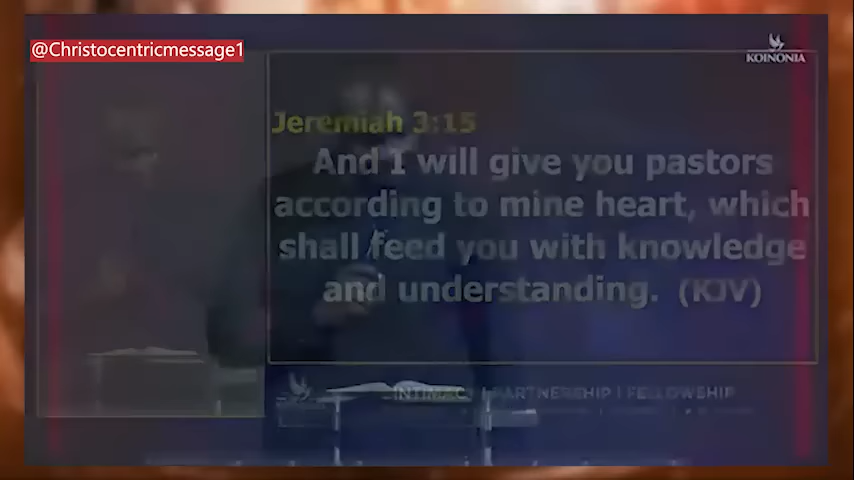 @Christocentricmessage1
KOINONIA
Jeremiah 3:15
And I will give you pastors
according to mine heart, which
shall feed you with knowledge
and understanding. (KJV)
INTIMACY | PARTNERSHIP | FELLOWSHIP